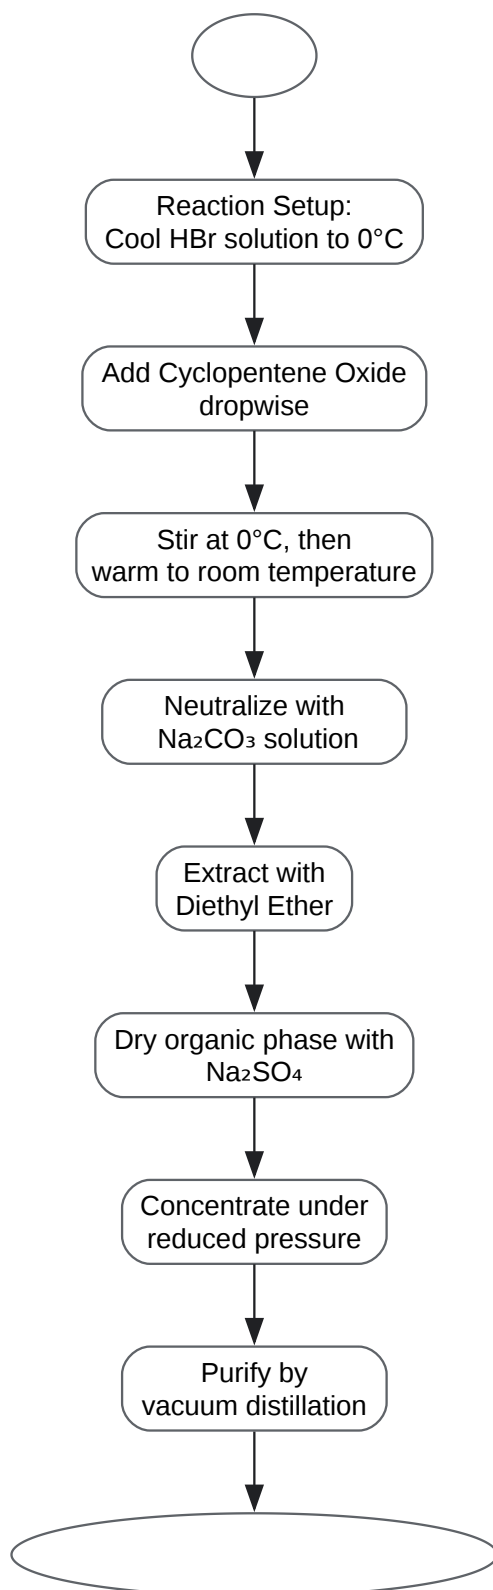 Reaction Setup:
Cool HBr solution to 0°C
Add Cyclopentene Oxide
dropwise
Stir at 0°C, then
warm to room temperature
Neutralize with
Na₂CO₃ solution
Extract with
Diethyl Ether
Dry organic phase with
Na₂SO₄
Concentrate under
reduced pressure
Purify by
vacuum distillation